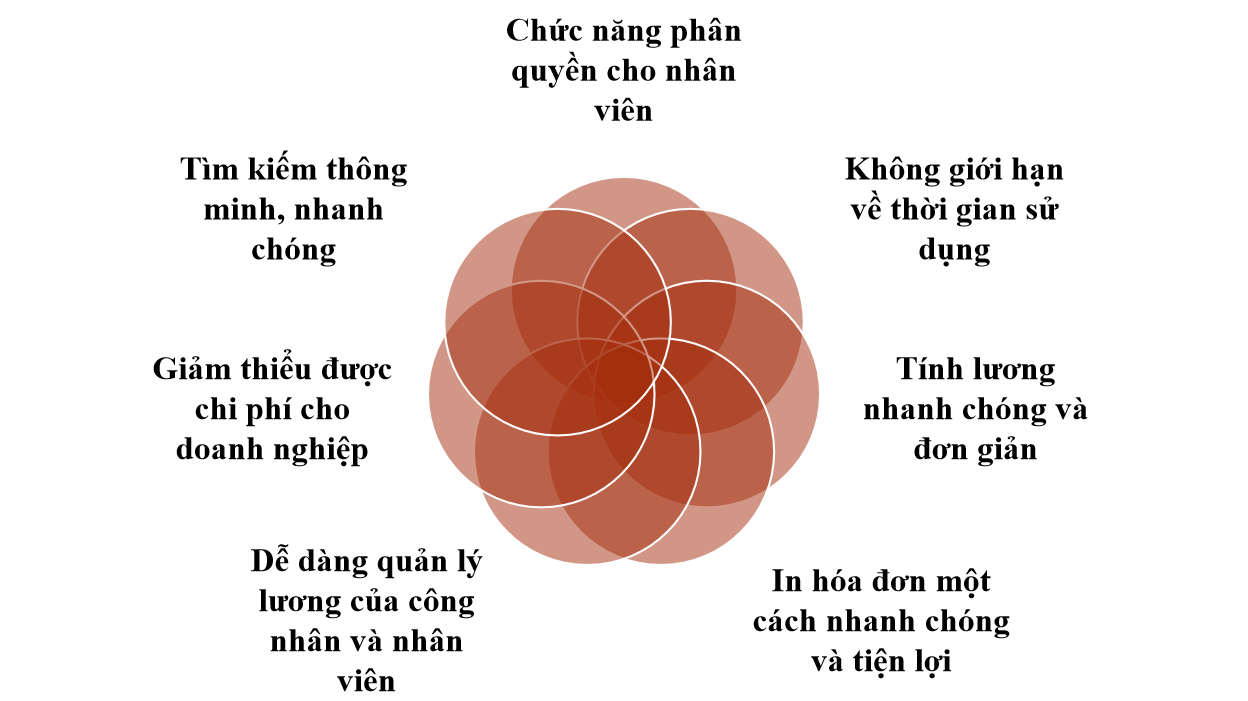 Chức năng phân
quyền cho nhân
viên
Không giới hạn
về thời gian sử
dụng
Tính lương
nhanh chóng và
đơn giản
In hóa đơn một
cách nhanh chóng
và tiện lợi
Dễ dàng quản lý
lương của công
nhân và nhân
viên
Giảm thiểu được
chi phí cho
doanh nghiệp
Tìm kiếm thông
minh, nhanh
chóng